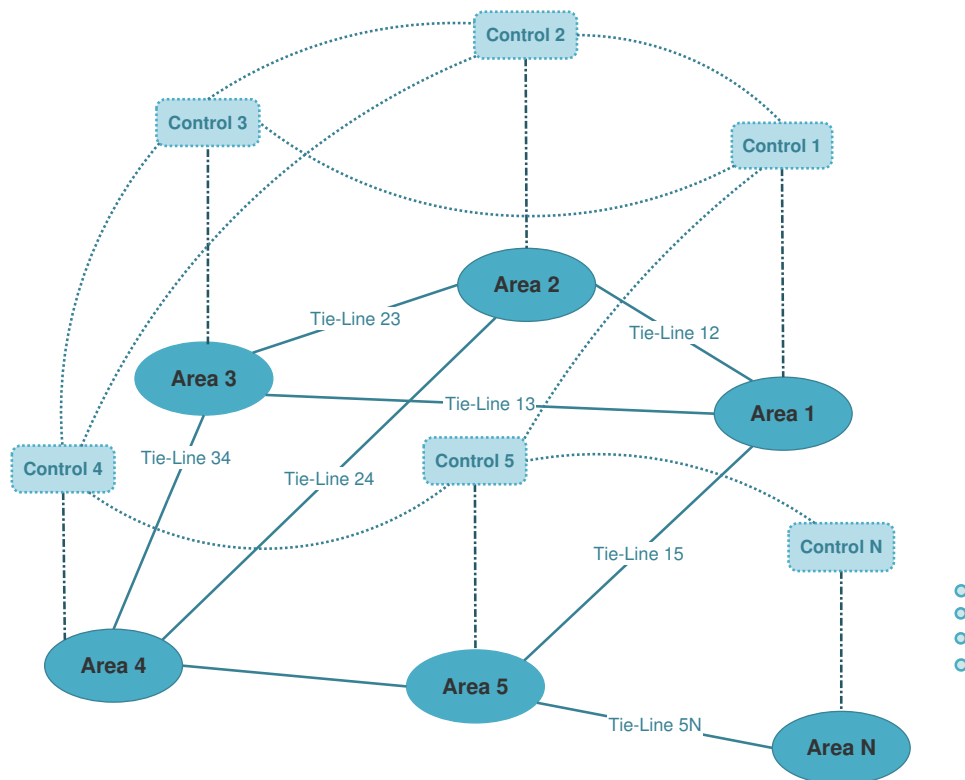 Control 2
Control 3
Control 1
Area 2
Tie-Line 23
Tie-Line 12
Area 3
Tie-Line 13
Area 1
Tie-Line 34
Control 5
Control 4
Tie-Line 24
Control N
Tie-Line 15
Area 4
Area 5
Tie-Line 5N
Area N